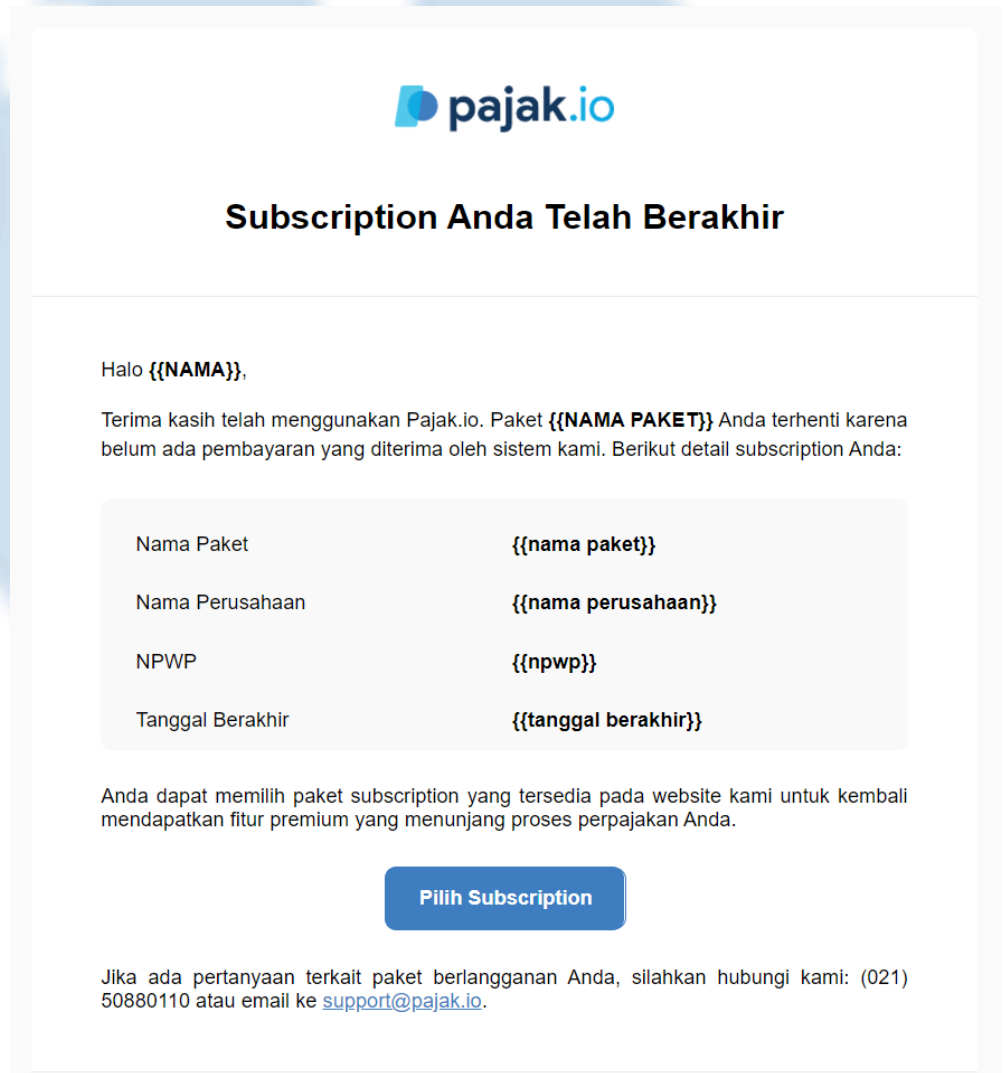 pajak.io
Subscription Anda Telah Berakhir
Halo {{NAMA}},
Terima kasih telah menggunakan Pajak.io. Paket {{NAMA PAKET}} Anda terhenti karena
belum ada pembayaran yang diterima oleh sistem kami. Berikut detail subscription Anda:
Nama Paket {{nama paket}}
Nama Perusahaan {{nama perusahaan}}
NPWP {{npwp}}
Tanggal Berakhir {{tanggal berakhir}}
Anda dapat memilih paket subscription yang tersedia pada website kami untuk kembali
mendapatkan fitur premium yang menunjang proses perpajakan Anda.
Pilih Subscription
Jika ada pertanyaan terkait paket berlangganan Anda, silahkan hubungi kami: (021)
50880110 atau email ke support@pajak.io.